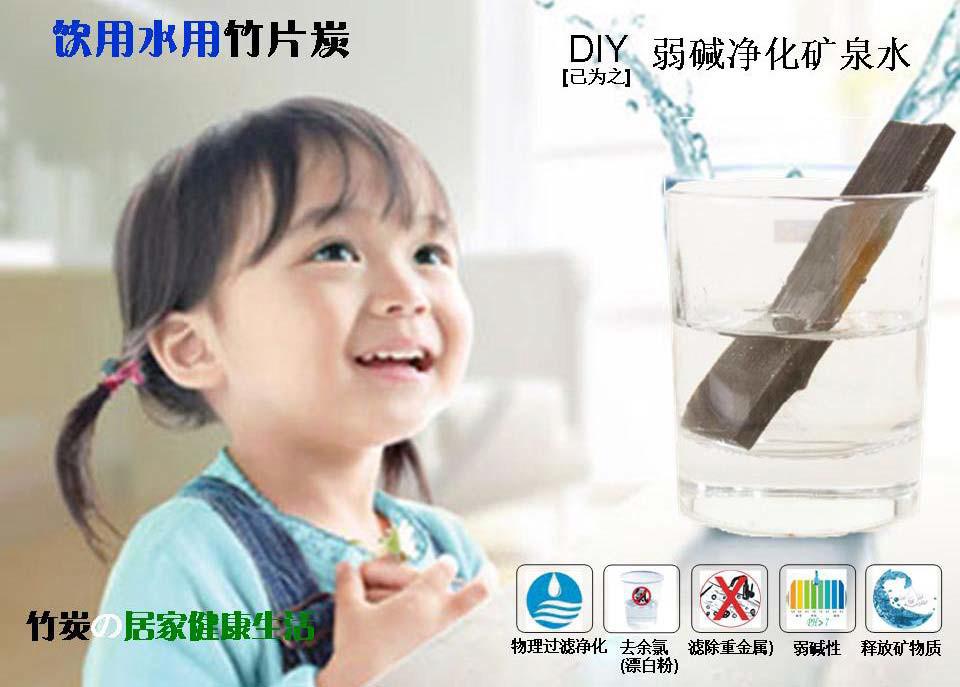 饮用水用竹片炭
DIY 弱碱净化矿泉水
[己为之]
竹炭の居家健康生活
PH>7
物理过滤净化 去余氯 滤除重金属) 弱碱性 释放矿物质
(漂白粉)